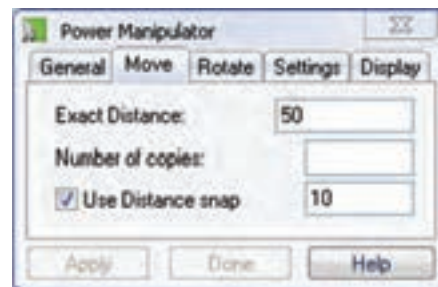 Power Manipulator
General Move Rotate Settings Display
Exact Distance: 50
Number of copies:
Use Distance snap 10
Apply Done Help